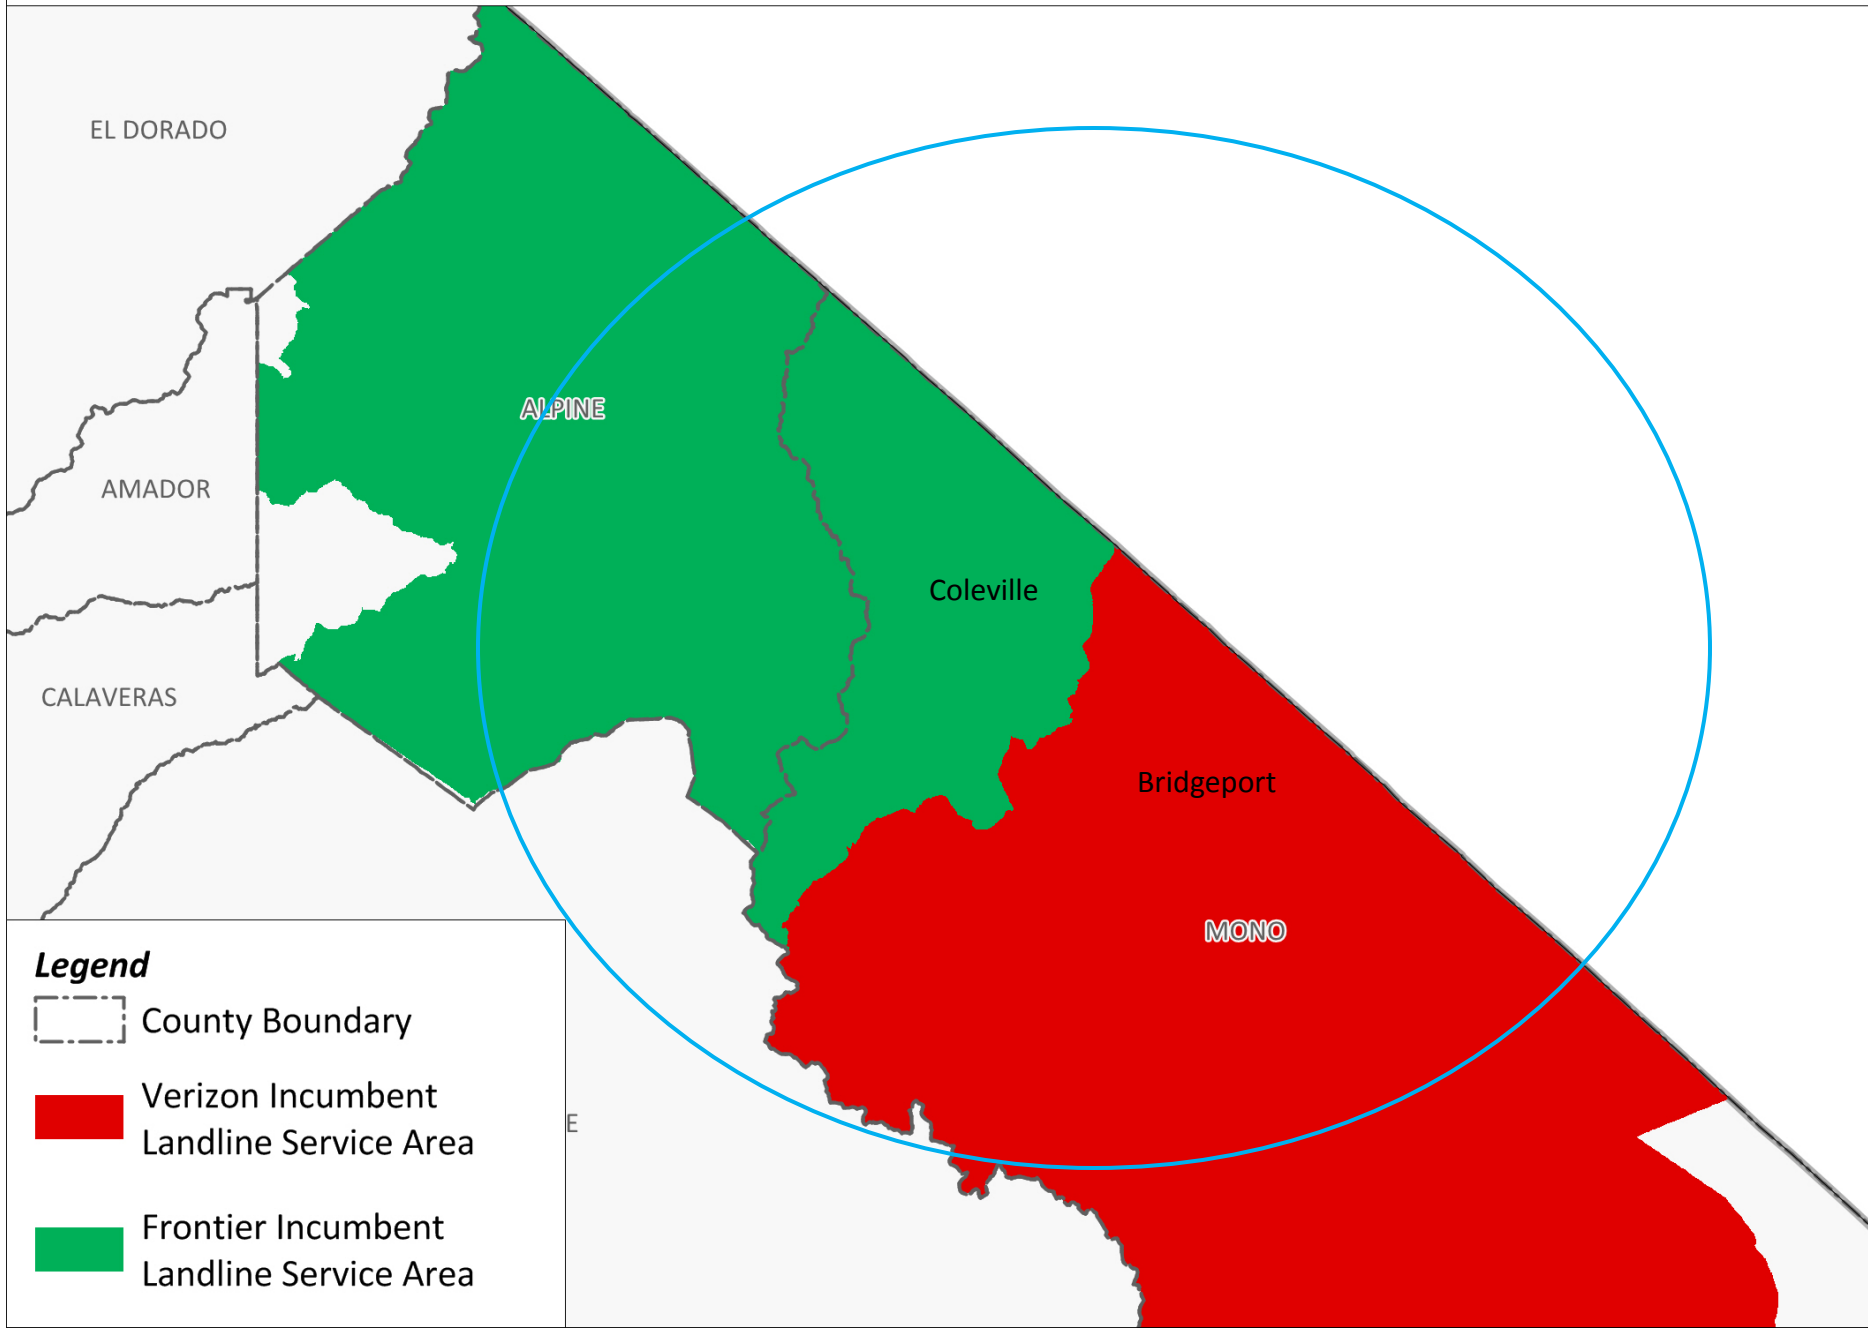 EL DORADO
ALPINE
AMADOR
Coleville
CALAVERAS
Bridgeport
MONO
Legend
County Boundary
Verizon Incumbent
Landline Service Area
E
Frontier Incumbent
Landline Service Area